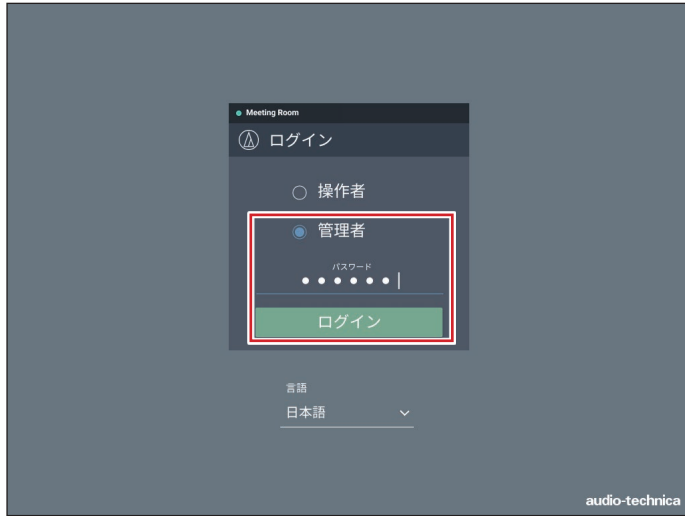 Meeting Room
ログイン
操作者
管理者
パスワード
ログイン
言語
日本語
audio-technica